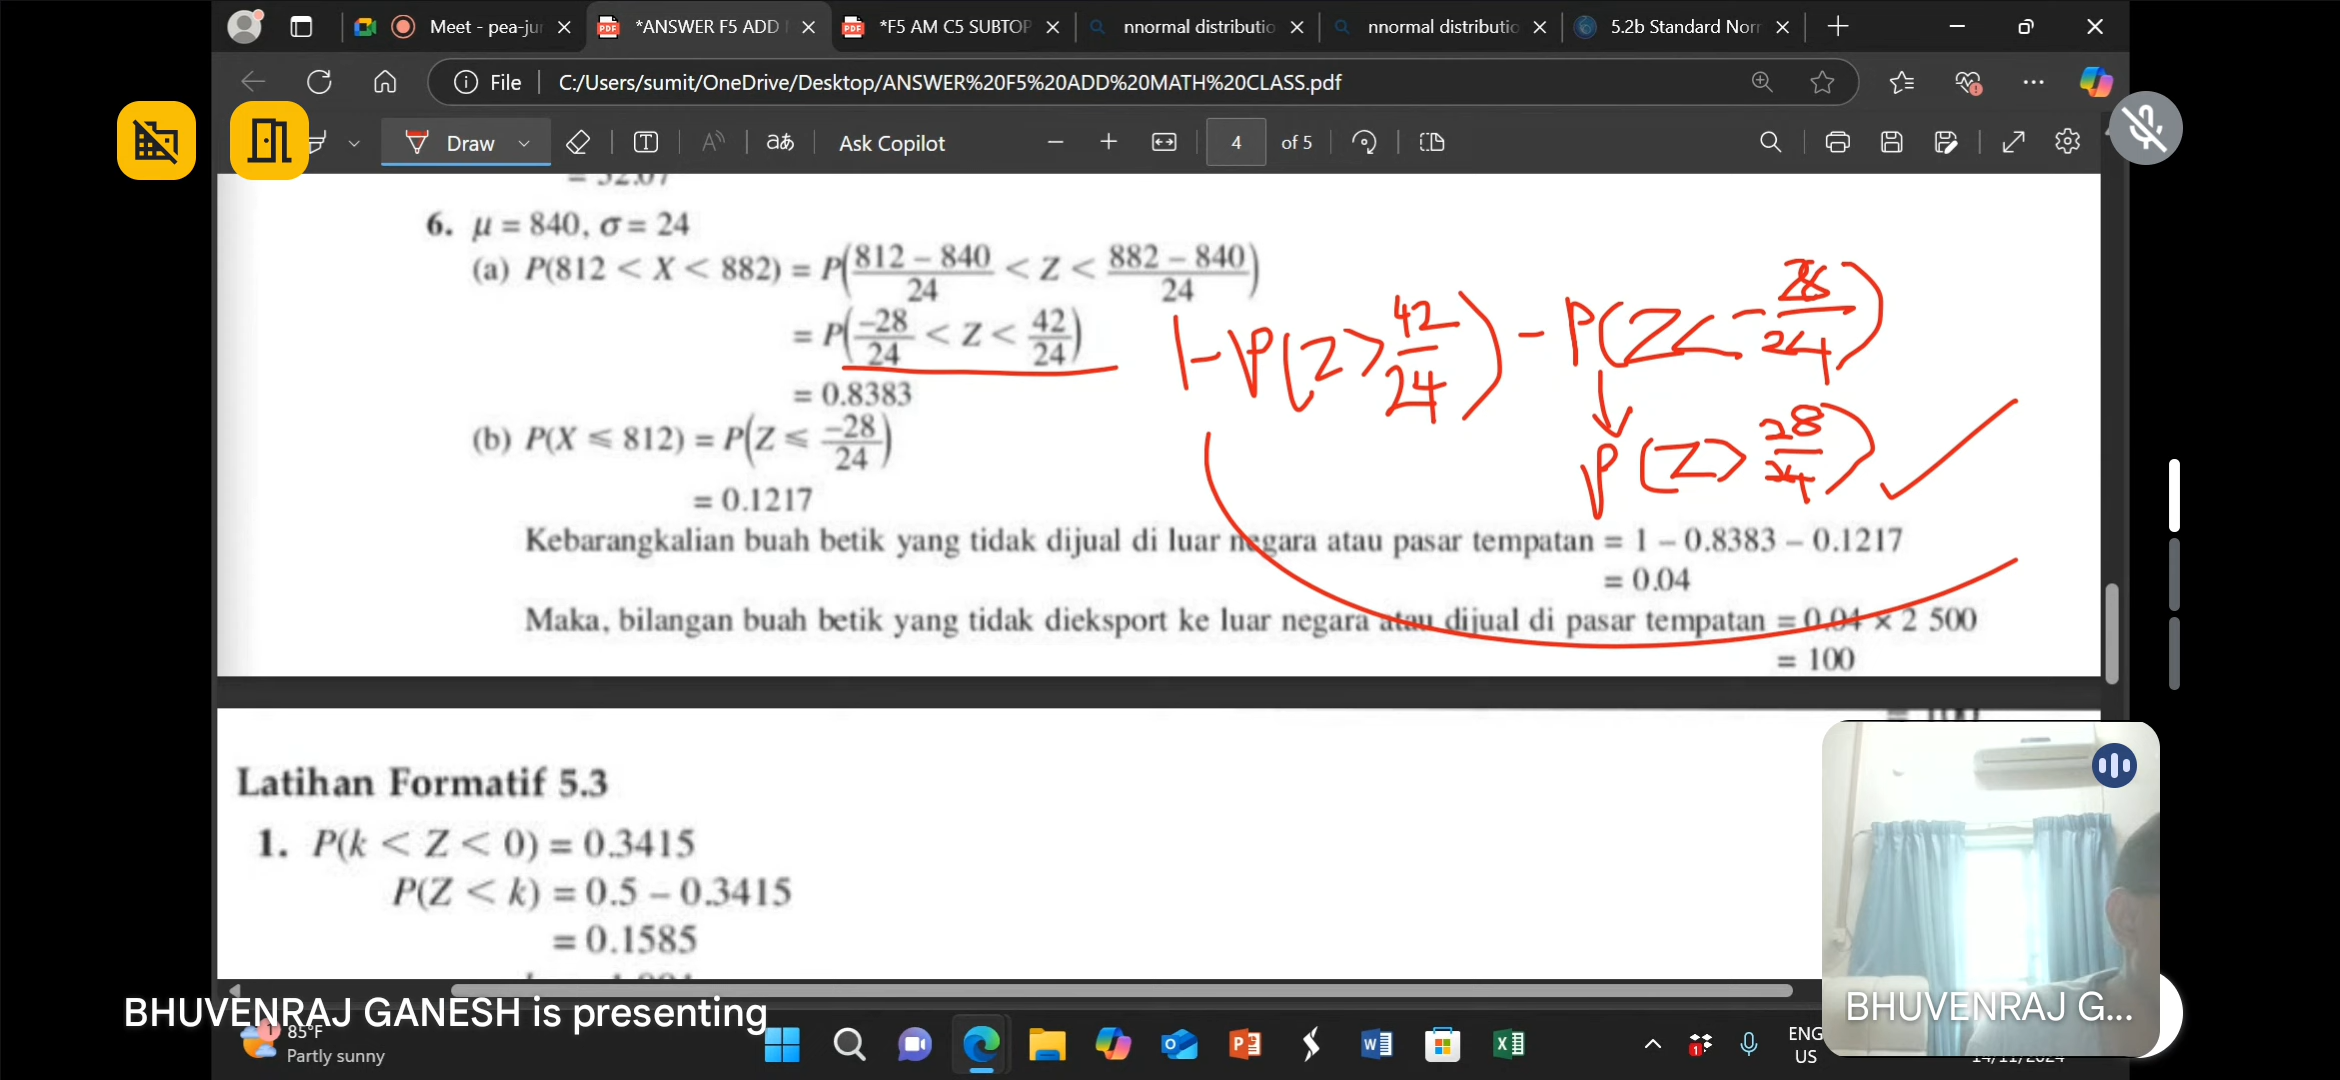 Meet - pea-ju
*ANSWER F5 ADD
*F5 AM C5 SUBTOP
nnormal distributio
nnormal distributio
5.2b Standard Norr
File
C:/Users/sumit/OneDrive/Desktop/ANSWER%20F5%20ADD%20MATH%20CLASS.pdf
Draw
Ask Copilot
4
of 5
6. μ = 840, σ = 24
(a) P(812 < X < 882) = P((812 – 840)/24 < Z < (882 – 840)/24)
= P(–28/24 < Z < 42/24)
= 0.8383
1-P(Z>42/24) - P(Z<-28/24)
P(Z>28/24)
(b) P(X ⩽ 812) = P(Z ⩽ –28/24)
= 0.1217
Kebarangkalian buah betik yang tidak dijual di luar negara atau pasar tempatan = 1 – 0.8383 – 0.1217
= 0.04
Maka, bilangan buah betik yang tidak dieksport ke luar negara atau dijual di pasar tempatan = 0.04 × 2 500
= 100
Latihan Formatif 5.3
1. P(k < Z < 0) = 0.3415
P(Z < k) = 0.5 – 0.3415
= 0.1585
BHUVENRAJ GANESH is presenting
BHUVENRAJ G...
85°F
Partly sunny
ENG
US